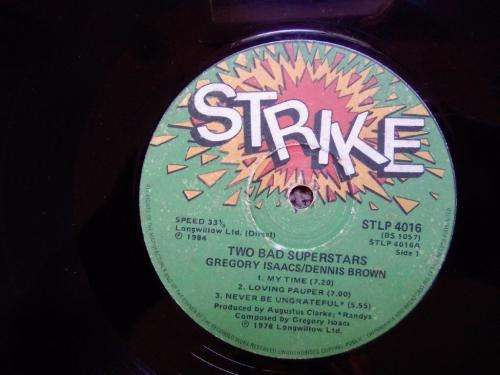 STRIKE
SPEED 33⅓
Longwillow Ltd. (Direct)
℗ 1984
STLP 4016
(BS 1057)
STLP 4016A
Side 1
TWO BAD SUPERSTARS
GREGORY ISAACS/DENNIS BROWN
1. MY TIME (7.20)
2. LOVING PAUPER (7.00)
3. NEVER BE UNGRATEFUL* (5.55)
Produced by Augustus Clarke; *Randys
Composed by Gregory Isaacs
℗ 1978 Longwillow Ltd.